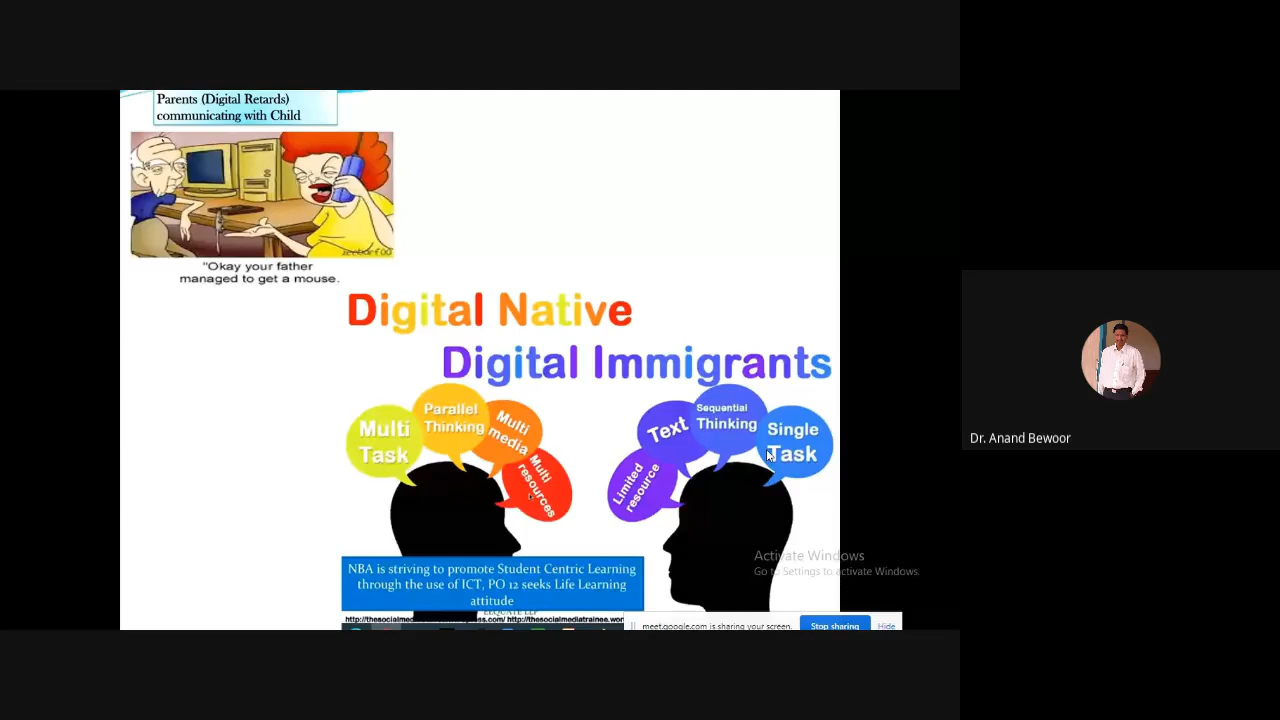 Parents (Digital Retards)
communicating with Child
"Okay your father
managed to get a mouse.
Digital Native
Digital Immigrants
Multi
Task
Parallel
Thinking
Multi
media
Multi
resources
Limited
resource
Text
Sequential
Thinking
Single
Task
NBA is striving to promote Student Centric Learning
through the use of ICT, PO 12 seeks Life Learning
attitude
EEQUATE LLP
Activate Windows
Go to Settings to activate Windows.
meet.google.com is sharing your screen.
Stop sharing
Hide
Dr. Anand Bewoor